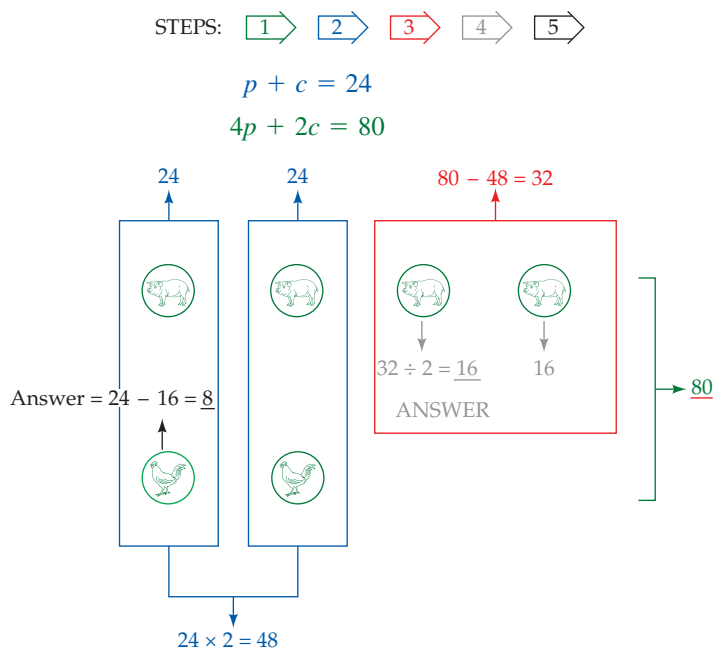 STEPS: 1 2 3 4 5
p + c = 24
4p + 2c = 80
24 24 80 − 48 = 32
32 ÷ 2 = 16 16
Answer = 24 − 16 = 8
80
ANSWER
24 × 2 = 48